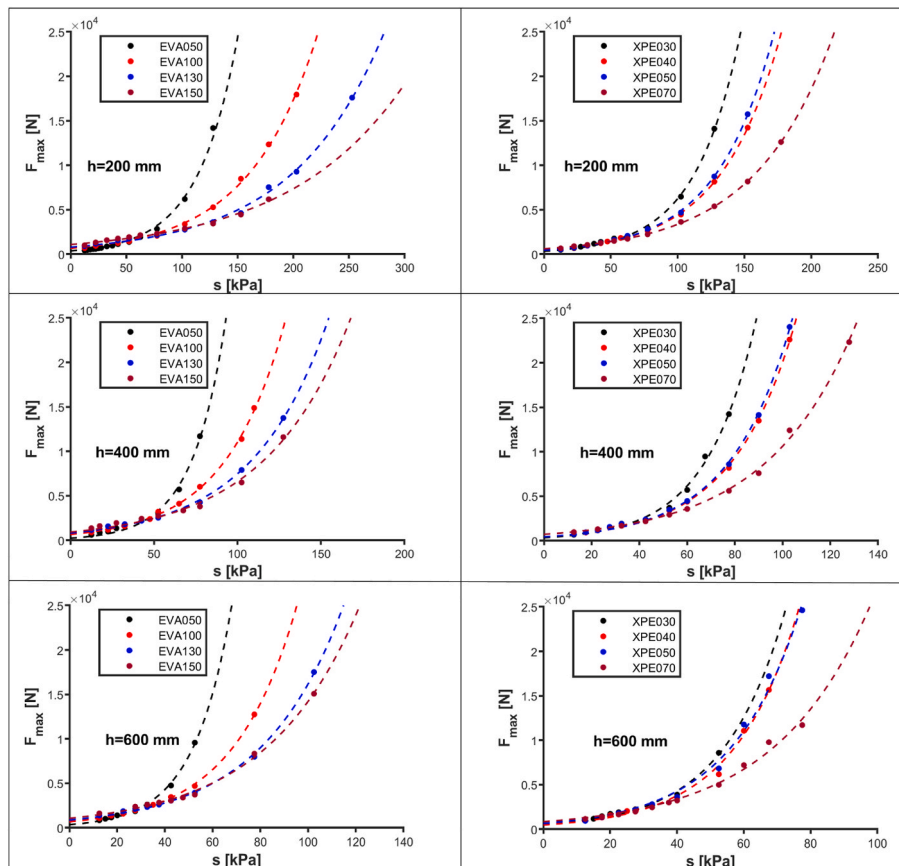 ×10⁴
2.5
2
1.5
1
0.5
0
F_max [N]
EVA050
EVA100
EVA130
EVA150
h=200 mm
0 50 100 150 200 250 300
s [kPa]
×10⁴
2.5
2
1.5
1
0.5
0
F_max [N]
XPE030
XPE040
XPE050
XPE070
h=200 mm
0 50 100 150 200 250
s [kPa]
×10⁴
2.5
2
1.5
1
0.5
0
F_max [N]
EVA050
EVA100
EVA130
EVA150
h=400 mm
0 50 100 150 200
s [kPa]
×10⁴
2.5
2
1.5
1
0.5
0
F_max [N]
XPE030
XPE040
XPE050
XPE070
h=400 mm
0 20 40 60 80 100 120 140
s [kPa]
×10⁴
2.5
2
1.5
1
0.5
0
F_max [N]
EVA050
EVA100
EVA130
EVA150
h=600 mm
0 20 40 60 80 100 120 140
s [kPa]
×10⁴
2.5
2
1.5
1
0.5
0
F_max [N]
XPE030
XPE040
XPE050
XPE070
h=600 mm
0 20 40 60 80 100
s [kPa]